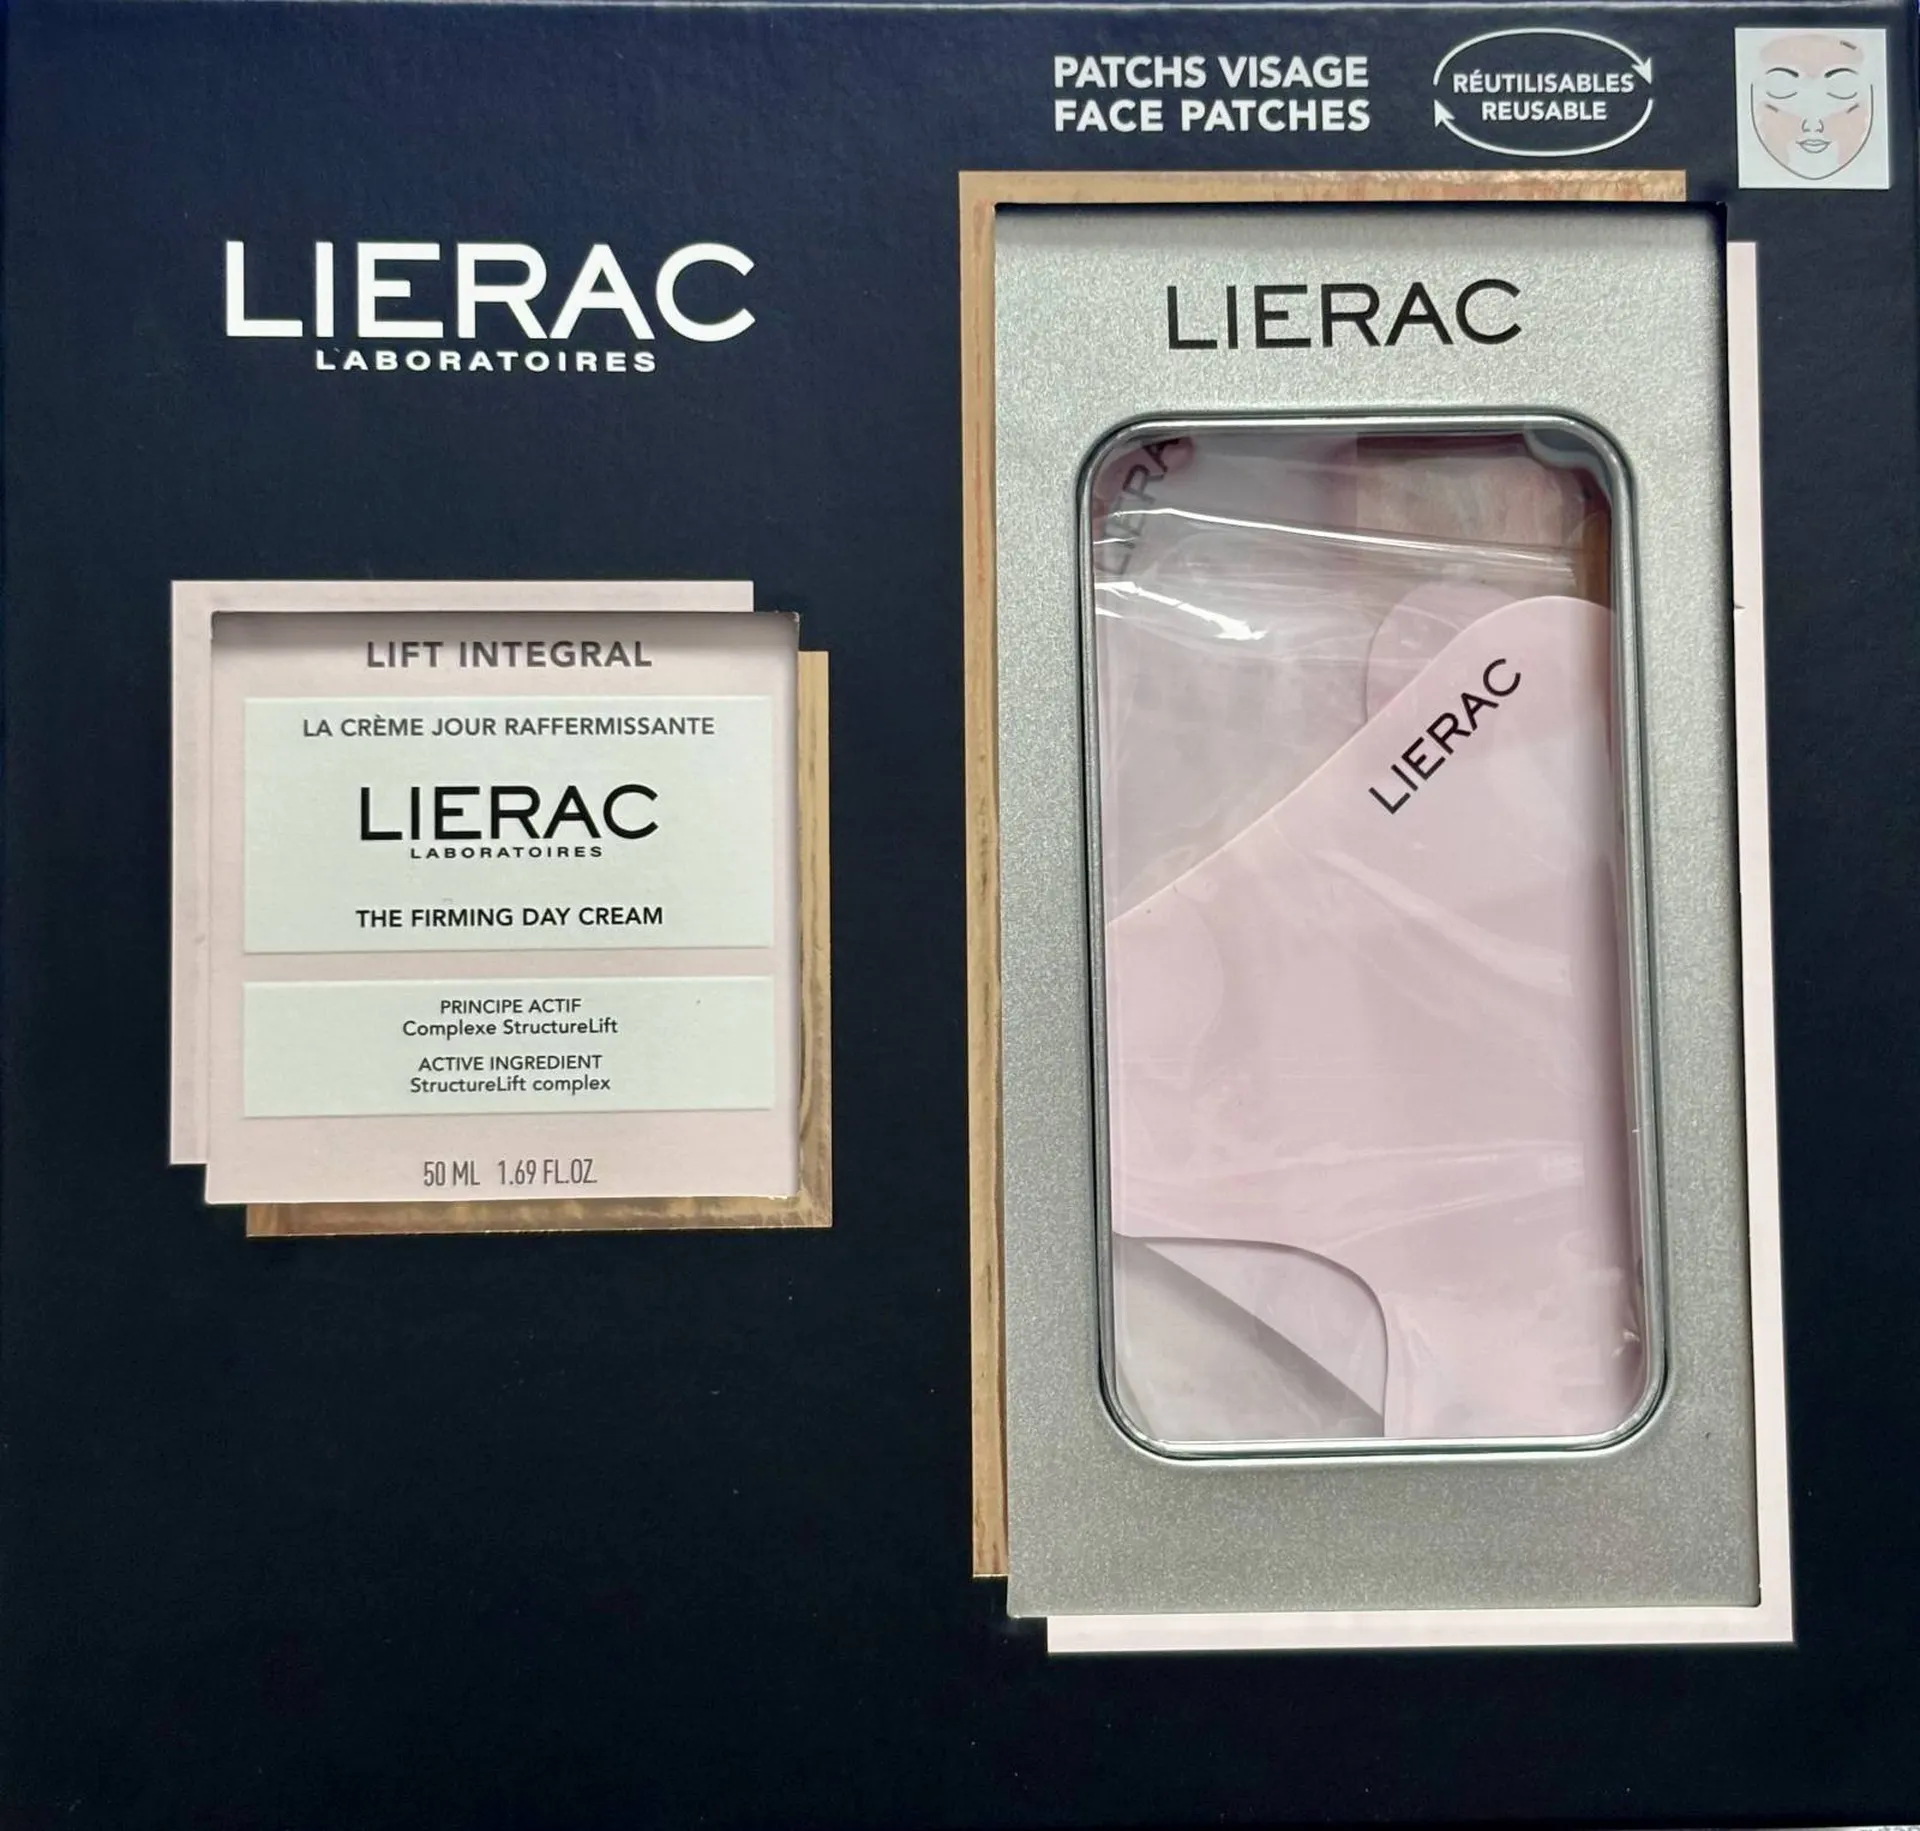 PATCHS VISAGE
FACE PATCHES
RÉUTILISABLES
REUSABLE
LIERAC
LABORATOIRES
LIFT INTEGRAL
LA CRÈME JOUR RAFFERMISSANTE
LIERAC
LABORATOIRES
THE FIRMING DAY CREAM
PRINCIPE ACTIF
Complexe StructureLift
ACTIVE INGREDIENT
StructureLift complex
50 ML 1.69 FL.OZ.
LIERAC
LIERA
LIERAC